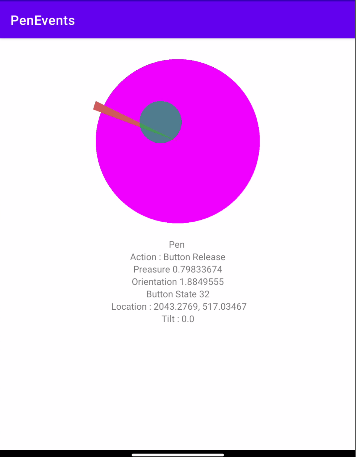 PenEvents
Pen
Action : Button Release
Preasure 0.79833674
Orientation 1.8849555
Button State 32
Location : 2043.2769, 517.03467
Tilt : 0.0